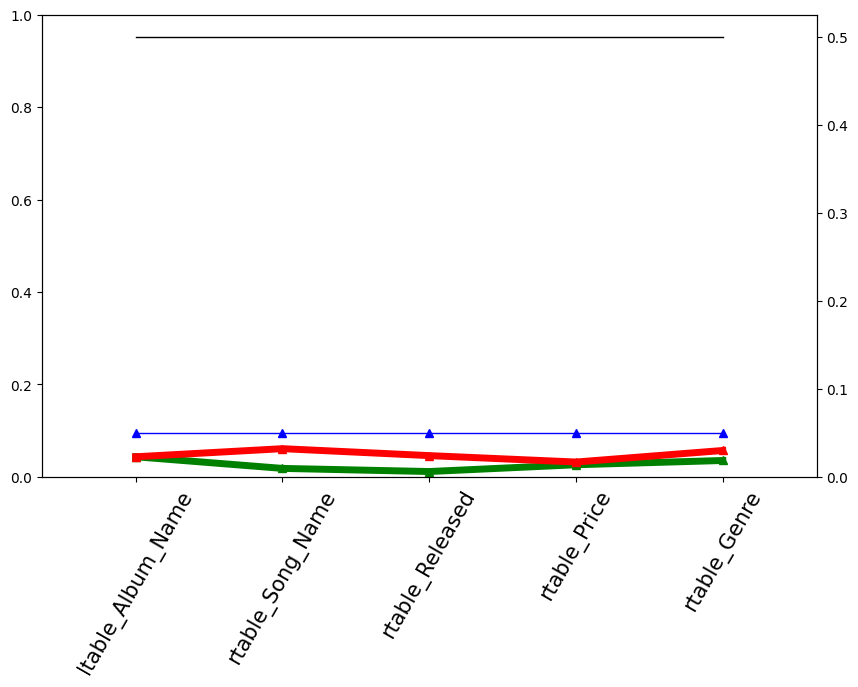 1.0
0.8
0.6
0.4
0.2
0.0
0.5
0.4
0.3
0.2
0.1
0.0
ltable_Album_Name
rtable_Song_Name
rtable_Released
rtable_Price
rtable_Genre